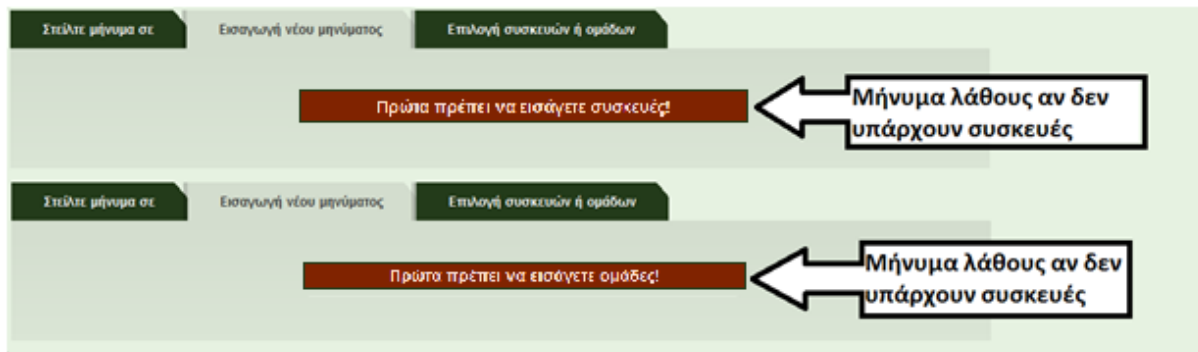 Στείλτε μήνυμα σε
Εισαγωγή νέου μηνύματος
Επιλογή συσκευών ή ομάδων
Πρώτα πρέπει να εισάγετε συσκευές!
Μήνυμα λάθους αν δεν
υπάρχουν συσκευές
Στείλτε μήνυμα σε
Εισαγωγή νέου μηνύματος
Επιλογή συσκευών ή ομάδων
Πρώτα πρέπει να εισάγετε ομάδες!
Μήνυμα λάθους αν δεν
υπάρχουν συσκευές